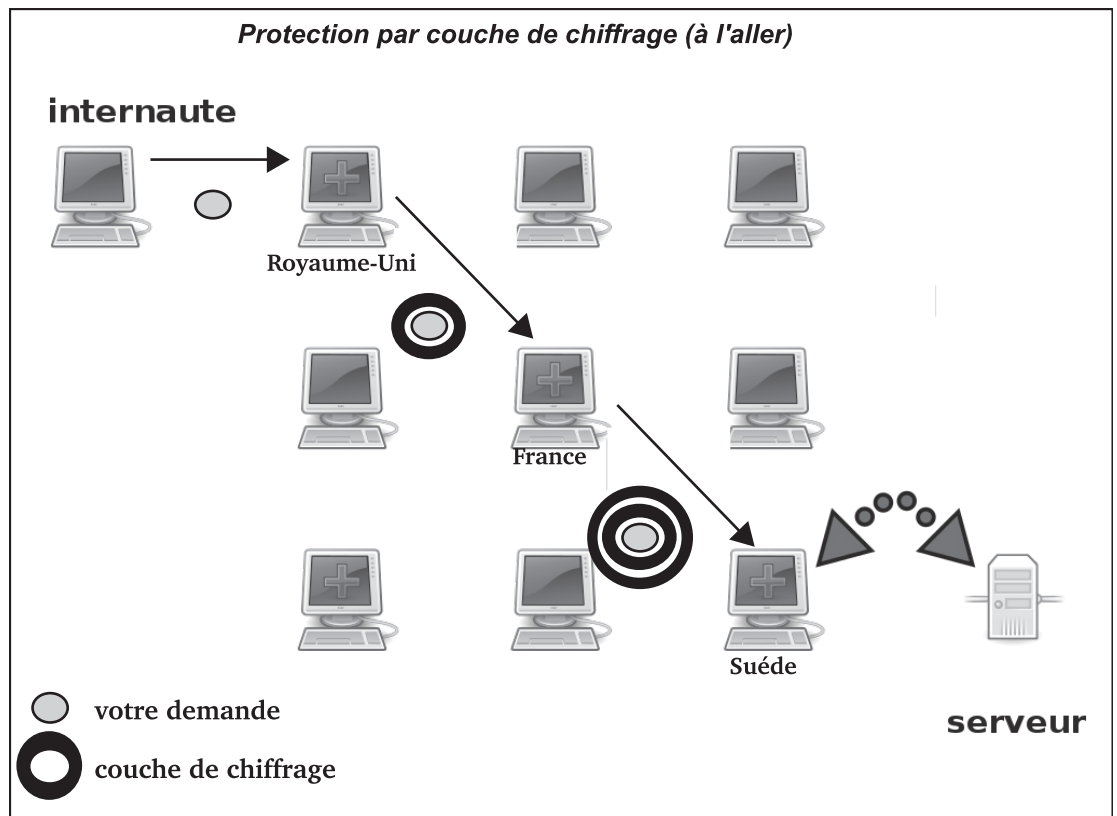 Protection par couche de chiffrage (à l'aller)
internaute
Royaume-Uni
France
Suéde
votre demande
serveur
couche de chiffrage